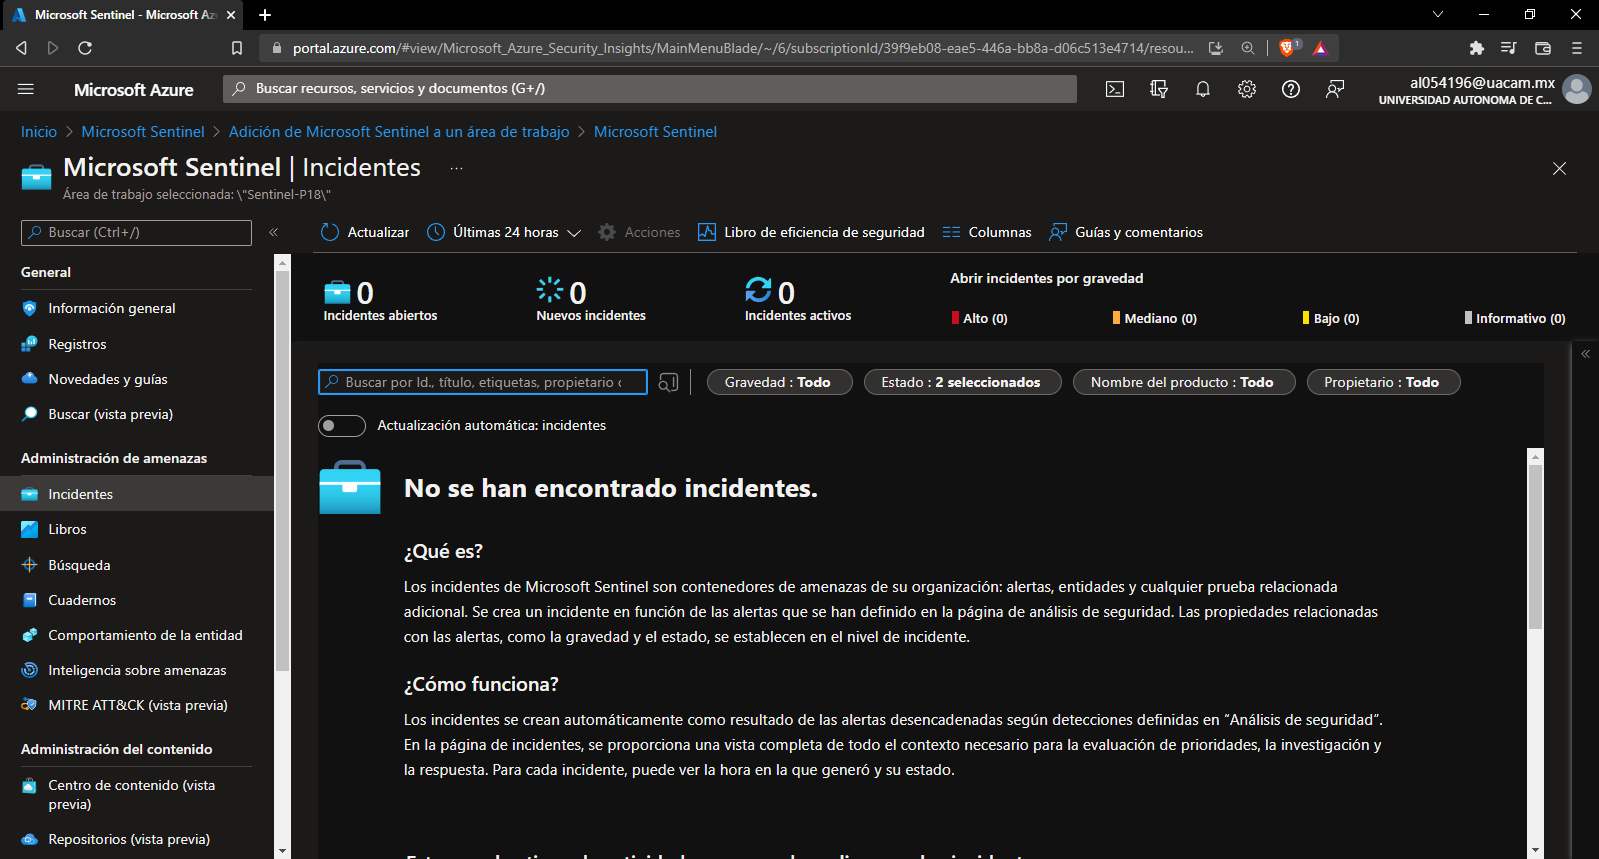 Microsoft Sentinel - Microsoft Az
portal.azure.com/#view/Microsoft_Azure_Security_Insights/MainMenuBlade/~/6/subscriptionId/39f9eb08-eae5-446a-bb8a-d06c513e4714/resou...
1
Microsoft Azure
Buscar recursos, servicios y documentos (G+/)
al054196@uacam.mx
UNIVERSIDAD AUTONOMA DE C...
Inicio > Microsoft Sentinel > Adición de Microsoft Sentinel a un área de trabajo > Microsoft Sentinel
Microsoft Sentinel | Incidentes ...
Área de trabajo seleccionada: \"Sentinel-P18\"
Buscar (Ctrl+/)
«
Actualizar
Últimas 24 horas
Acciones
Libro de eficiencia de seguridad
Columnas
Guías y comentarios
General
Información general
Registros
Novedades y guías
Buscar (vista previa)
Administración de amenazas
Incidentes
Libros
Búsqueda
Cuadernos
Comportamiento de la entidad
Inteligencia sobre amenazas
MITRE ATT&CK (vista previa)
Administración del contenido
Centro de contenido (vista
previa)
Repositorios (vista previa)
0
Incidentes abiertos
0
Nuevos incidentes
0
Incidentes activos
Abrir incidentes por gravedad
Alto (0)
Mediano (0)
Bajo (0)
Informativo (0)
«
Buscar por Id., título, etiquetas, propietario
Gravedad : Todo
Estado : 2 seleccionados
Nombre del producto : Todo
Propietario : Todo
Actualización automática: incidentes
No se han encontrado incidentes.
¿Qué es?
Los incidentes de Microsoft Sentinel son contenedores de amenazas de su organización: alertas, entidades y cualquier prueba relacionada
adicional. Se crea un incidente en función de las alertas que se han definido en la página de análisis de seguridad. Las propiedades relacionadas
con las alertas, como la gravedad y el estado, se establecen en el nivel de incidente.
¿Cómo funciona?
Los incidentes se crean automáticamente como resultado de las alertas desencadenadas según detecciones definidas en “Análisis de seguridad”.
En la página de incidentes, se proporciona una vista completa de todo el contexto necesario para la evaluación de prioridades, la investigación y
la respuesta. Para cada incidente, puede ver la hora en la que generó y su estado.